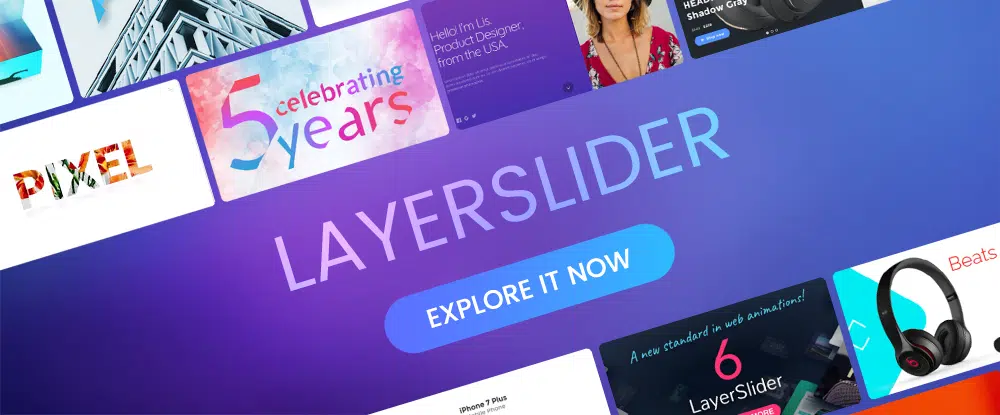 HEAD
Shadow Gray
Hello! I'm Lis.
Product Designer,
from the USA.
5
celebrating
years
PIXEL
LAYERSLIDER
EXPLORE IT NOW
Beats
A new standard in web animations!
6
LayerSlider
MORE
iPhone 7 Plus